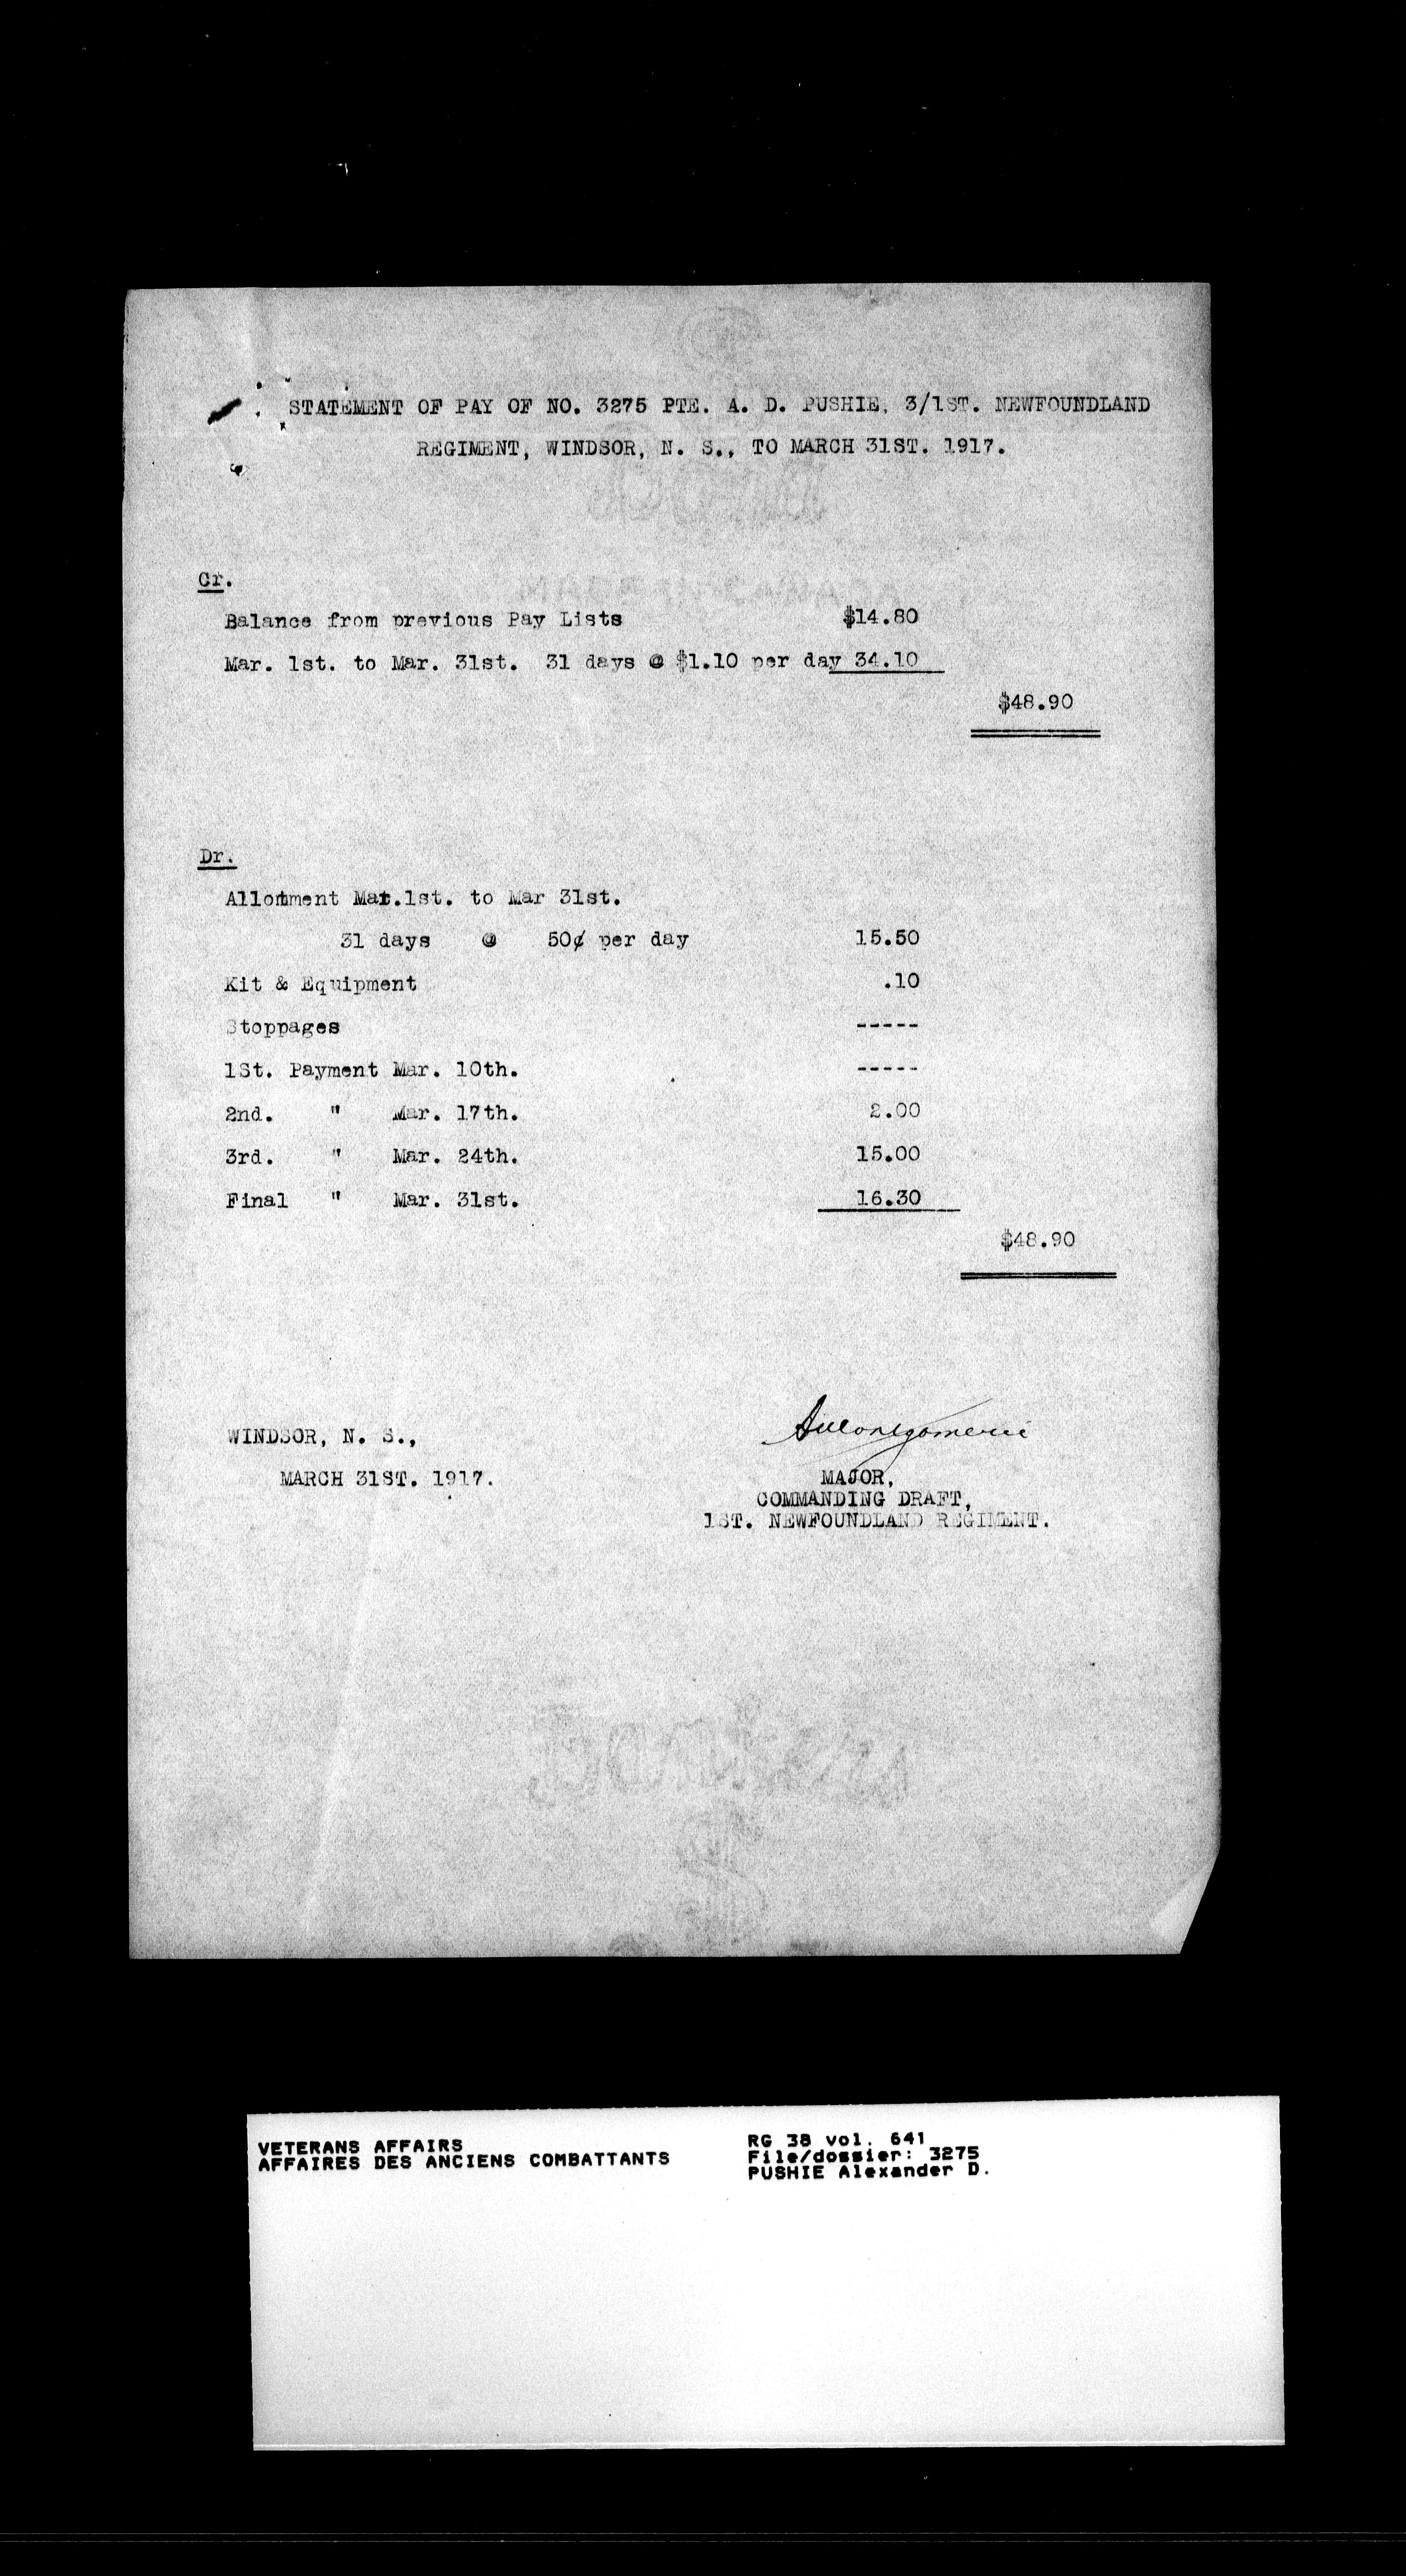 STATEMENT OF PAY OF NO. 3275 PTE. A. D. PUSHIE, 3/1ST. NEWFOUNDLAND
REGIMENT, WINDSOR, N. S., TO MARCH 31ST. 1917.
Cr.
Balance from previous Pay Lists $14.80
Mar. 1st. to Mar. 31st. 31 days @ $1.10 per day 34.10
$48.90
Dr.
Allotment Mar.1st. to Mar 31st.
31 days @ 50¢ per day 15.50
Kit & Equipment .10
Stoppages -----
1St. Payment Mar. 10th. -----
2nd. " Mar. 17th. 2.00
3rd. " Mar. 24th. 15.00
Final " Mar. 31st. 16.30
$48.90
WINDSOR, N. S.,
MARCH 31ST. 1917.
MAJOR,
COMMANDING DRAFT,
1ST. NEWFOUNDLAND REGIMENT.
VETERANS AFFAIRS
AFFAIRES DES ANCIENS COMBATTANTS
RG 38 vol. 641
File/dossier: 3275
PUSHIE Alexander D.